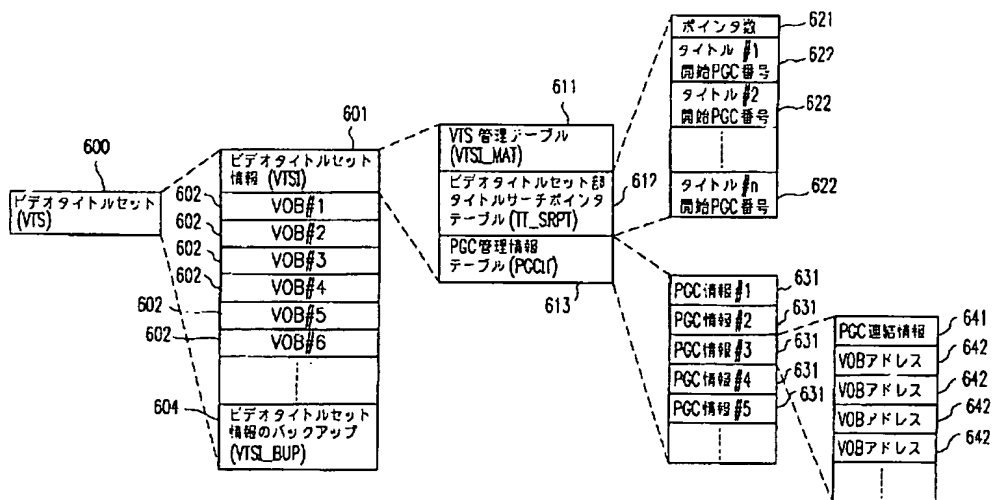 600
ビデオタイトルセット
(VTS)
601
ビデオタイトルセット
情報 (VTSI)
602
VOB#1
602
VOB#2
602
VOB#3
602
VOB#4
602
VOB#5
602
VOB#6
604
ビデオタイトルセット
情報のバックアップ
(VTSI_BUP)
611
VTS 管理テーブル
(VTSI_MAT)
ビデオタイトルセット部
タイトルサーチポインタ
テーブル (TT_SRPT)
612
PGC管理情報
テーブル (PGCIT)
613
ポインタ数
621
タイトル #1
開始PGC番号
622
タイトル #2
開始PGC番号
622
タイトル #n
開始PGC番号
622
PGC情報 #1
631
PGC情報 #2
631
PGC情報 #3
631
PGC情報 #4
631
PGC情報 #5
631
PGC連結情報
641
VOBアドレス
642
VOBアドレス
642
VOBアドレス
642
VOBアドレス
642